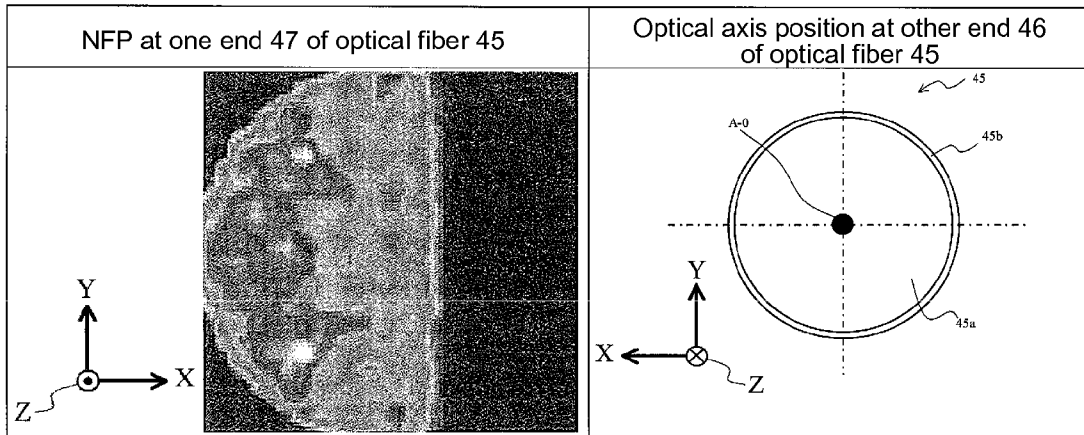 NFP at one end 47 of optical fiber 45
Optical axis position at other end 46
of optical fiber 45
Y
X
Z
45
A-0
45b
Y
X
Z
45a